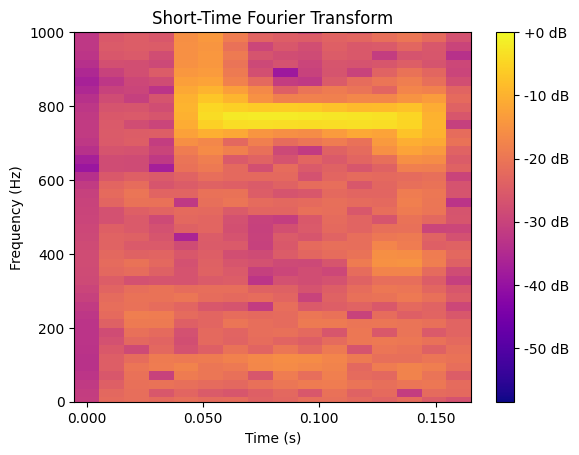 Short-Time Fourier Transform
1000
800
600
400
200
0
Frequency (Hz)
0.000
0.050
0.100
0.150
Time (s)
+0 dB
-10 dB
-20 dB
-30 dB
-40 dB
-50 dB